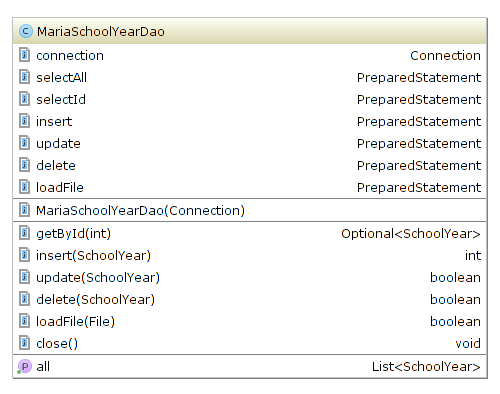 C MariaSchoolYearDao
connection Connection
selectAll PreparedStatement
selectId PreparedStatement
insert PreparedStatement
update PreparedStatement
delete PreparedStatement
loadFile PreparedStatement
MariaSchoolYearDao(Connection)
getById(int) Optional<SchoolYear>
insert(SchoolYear) int
update(SchoolYear) boolean
delete(SchoolYear) boolean
loadFile(File) boolean
close() void
P all List<SchoolYear>